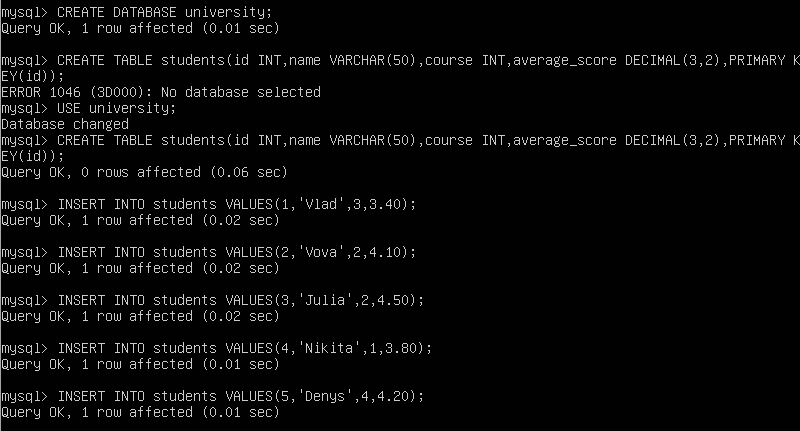 mysql> CREATE DATABASE university;
Query OK, 1 row affected (0.01 sec)
mysql> CREATE TABLE students(id INT,name VARCHAR(50),course INT,average_score DECIMAL(3,2),PRIMARY K
EY(id));
ERROR 1046 (3D000): No database selected
mysql> USE university;
Database changed
mysql> CREATE TABLE students(id INT,name VARCHAR(50),course INT,average_score DECIMAL(3,2),PRIMARY K
EY(id));
Query OK, 0 rows affected (0.06 sec)
mysql> INSERT INTO students VALUES(1,'Vlad',3,3.40);
Query OK, 1 row affected (0.02 sec)
mysql> INSERT INTO students VALUES(2,'Vova',2,4.10);
Query OK, 1 row affected (0.02 sec)
mysql> INSERT INTO students VALUES(3,'Julia',2,4.50);
Query OK, 1 row affected (0.02 sec)
mysql> INSERT INTO students VALUES(4,'Nikita',1,3.80);
Query OK, 1 row affected (0.01 sec)
mysql> INSERT INTO students VALUES(5,'Denys',4,4.20);
Query OK, 1 row affected (0.01 sec)